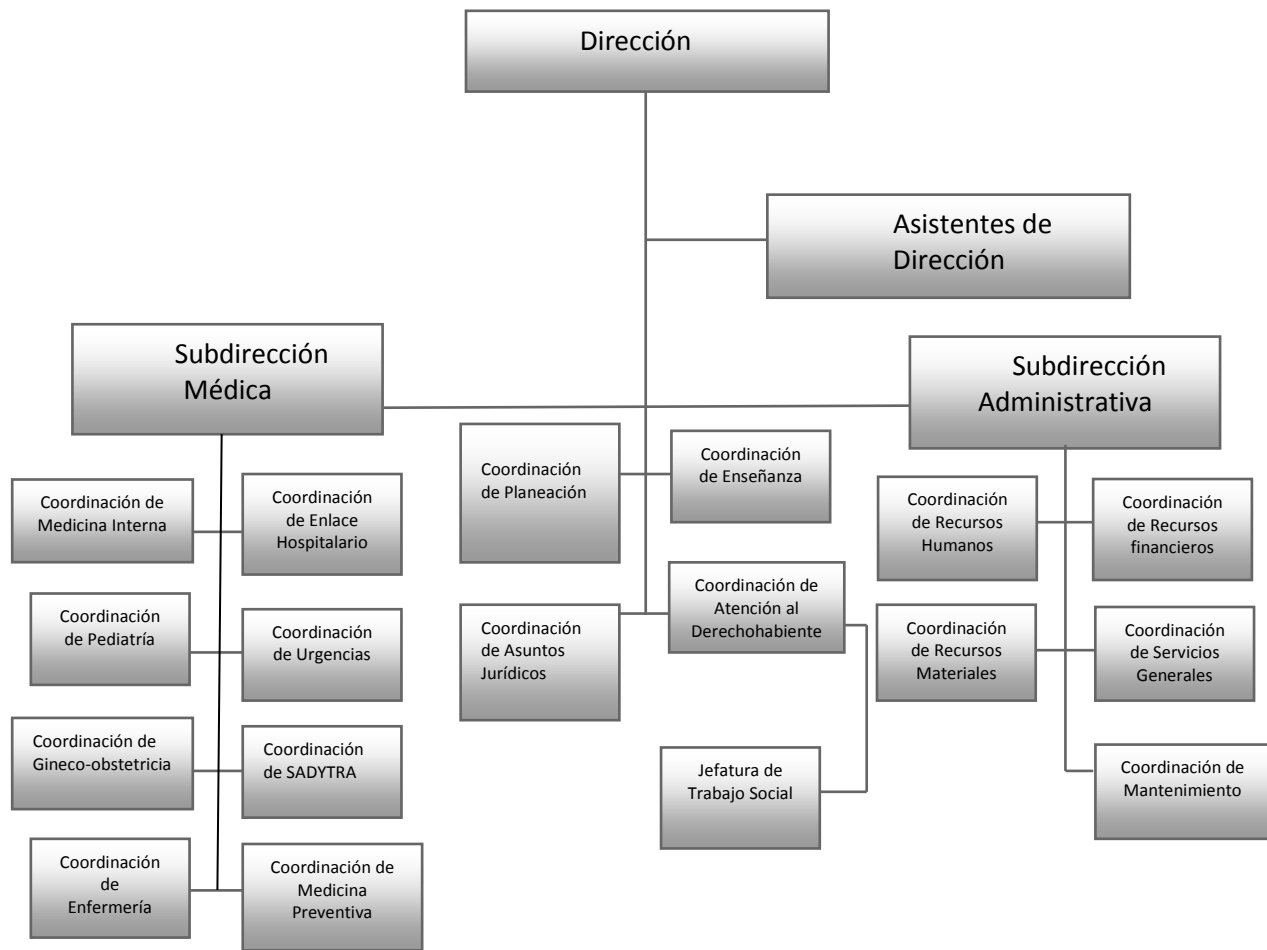 Dirección
Asistentes de
Dirección
Subdirección
Médica
Subdirección
Administrativa
Coordinación
de Planeación
Coordinación
de Enseñanza
Coordinación de
Medicina Interna
Coordinación
de Enlace
Hospitalario
Coordinación
de Recursos
Humanos
Coordinación
de Recursos
financieros
Coordinación
de Pediatría
Coordinación
de Urgencias
Coordinación
de Asuntos
Jurídicos
Coordinación de
Atención al
Derechohabiente
Coordinación
de Recursos
Materiales
Coordinación
de Servicios
Generales
Coordinación de
Gineco-obstetricia
Coordinación
de SADYTRA
Jefatura de
Trabajo Social
Coordinación de
Mantenimiento
Coordinación
de
Enfermería
Coordinación de
Medicina
Preventiva